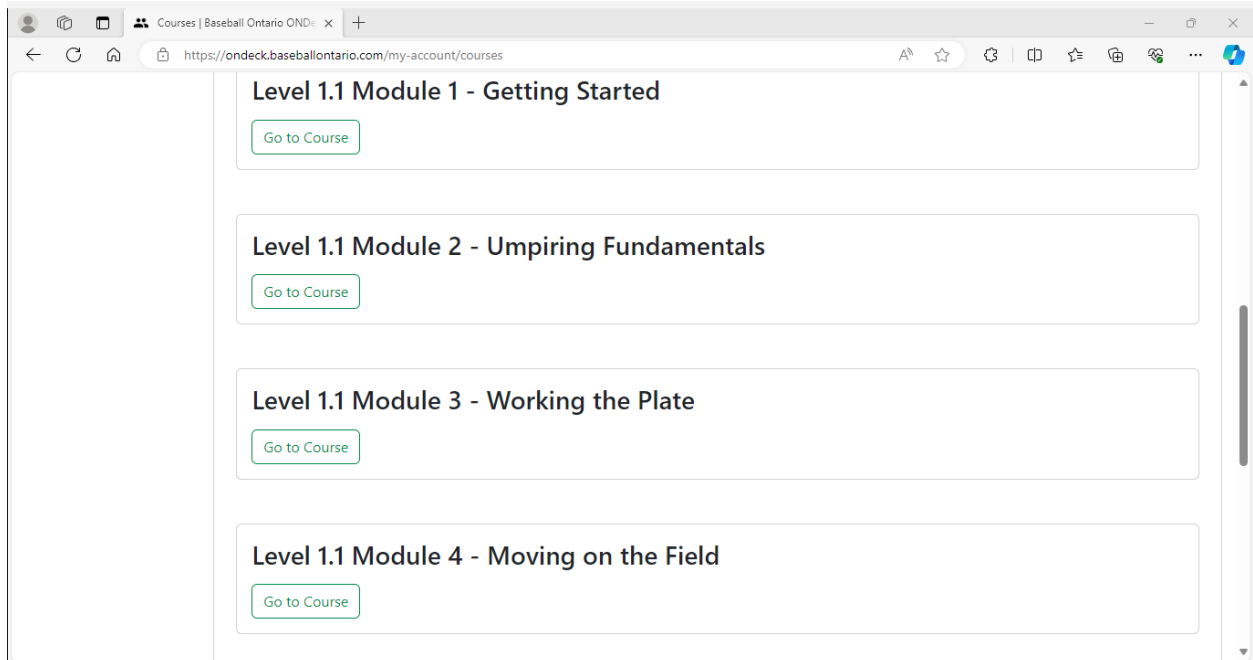 Courses | Baseball Ontario ONDe
https://ondeck.baseballontario.com/my-account/courses
Level 1.1 Module 1 - Getting Started
Go to Course
Level 1.1 Module 2 - Umpiring Fundamentals
Go to Course
Level 1.1 Module 3 - Working the Plate
Go to Course
Level 1.1 Module 4 - Moving on the Field
Go to Course